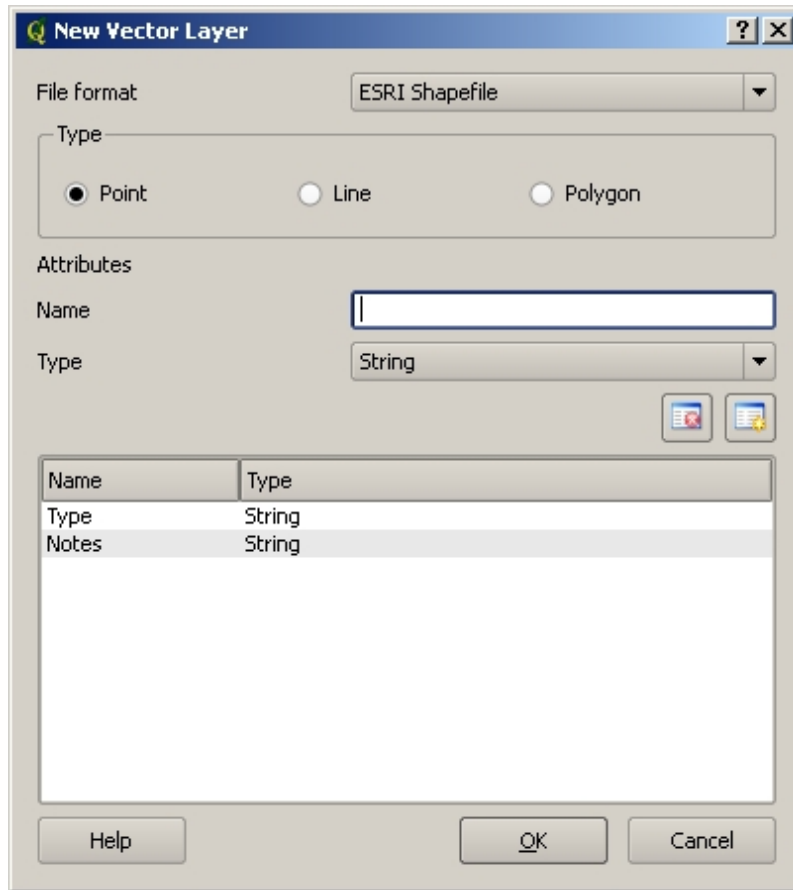 New Vector Layer
File format ESRI Shapefile
Type
Point Line Polygon
Attributes
Name
Type String
Name Type
Type String
Notes String
Help OK Cancel